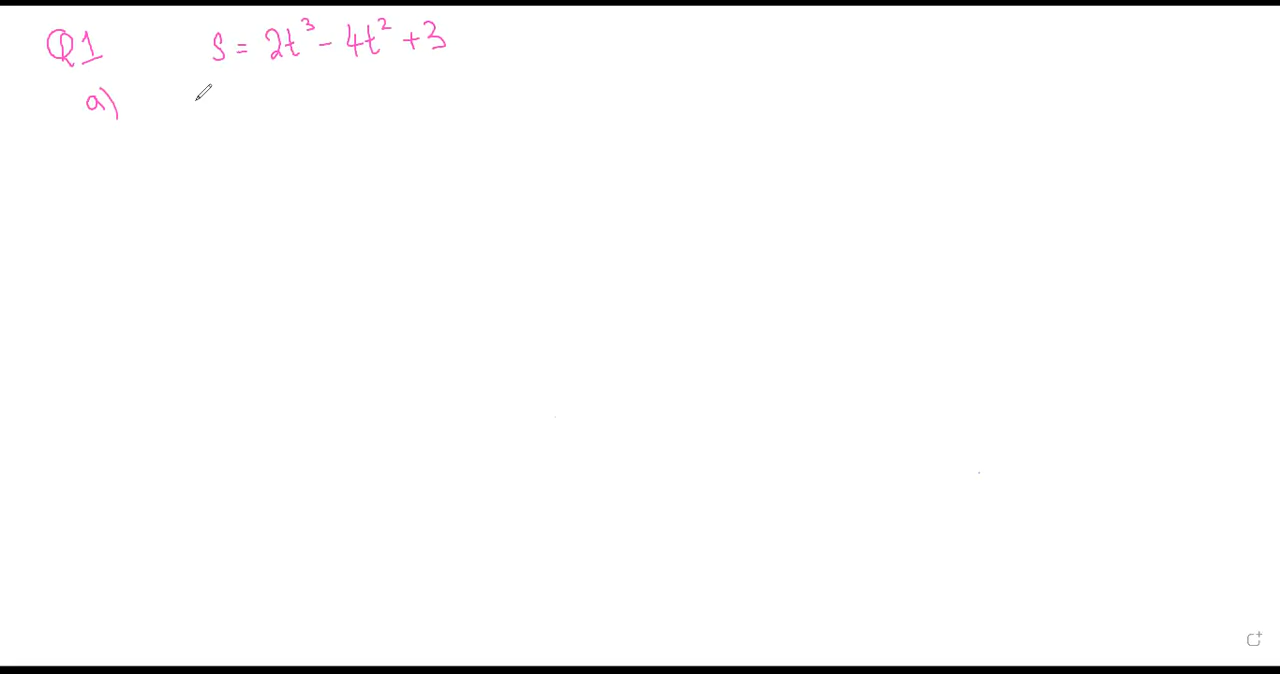 Q1 s = 2t³ - 4t² + 3
a)